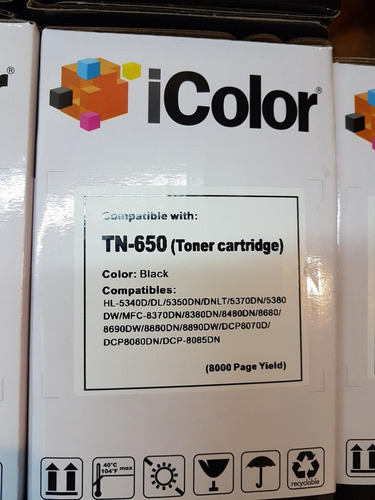 iColor®
Compatible with:
TN-650 (Toner cartridge)
Color: Black
Compatibles:
HL-5340D/DL/5350DN/DNLT/5370DN/5380
DW/MFC-8370DN/8380DN/8480DN/8680/
8690DW/8880DN/8890DW/DCP8070D/
DCP8080DN/DCP-8085DN
(8000 Page Yield)
40°C
104°F max
recyclable
r®